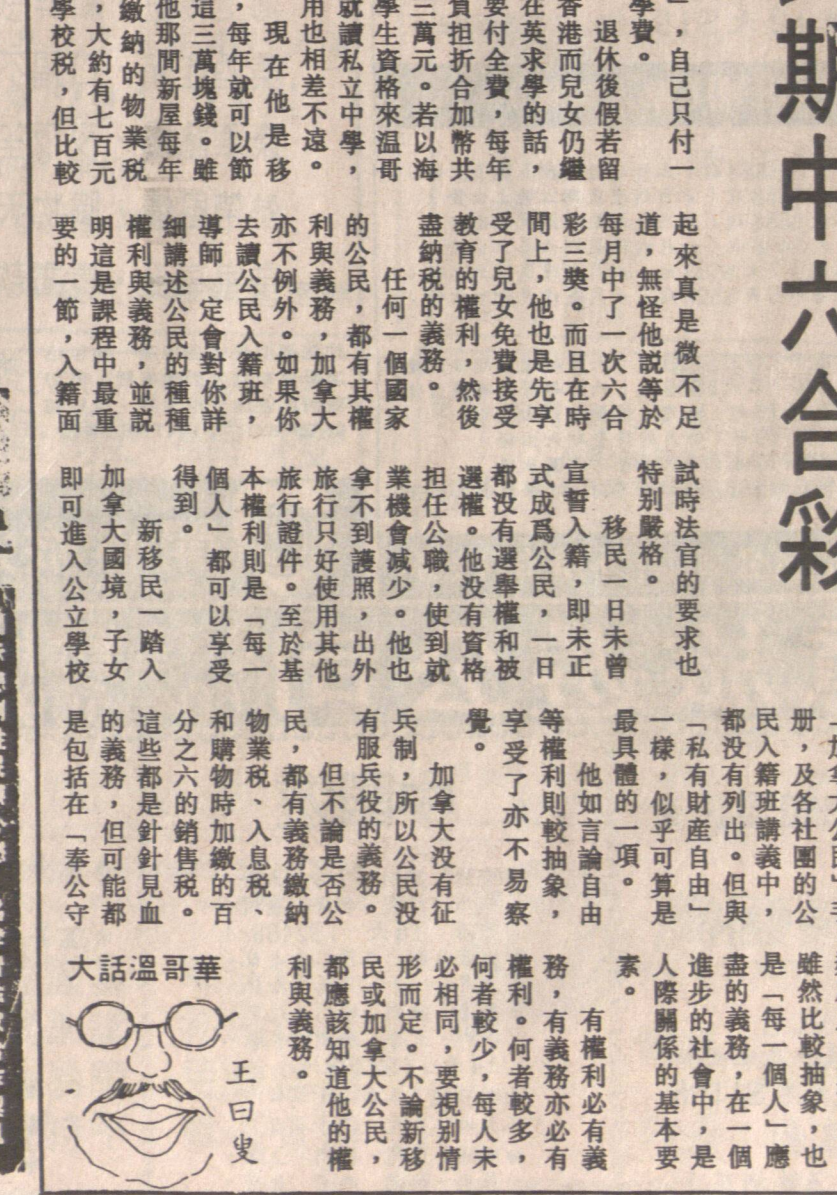 期中六合彩
」，自己只付一
學費。
退休後假若留
香港而兒女仍繼
在英求學的話，
要付全費，每年
負担折合加幣共
三萬元。若以海
學生資格來温哥
就讀私立中學，
用也相差不遠。
現在他是移
，每年就可以節
這三萬塊錢。雖
他那間新屋每年
繳納的物業税
，大約有七百元
學校税，但比較
起來真是微不足
道，無怪他説等於
每月中了一次六合
彩三獎。而且在時
間上，他也是先享
受了兒女免費接受
教育的權利，然後
盡納税的義務。
任何一個國家
的公民，都有其權
利與義務，加拿大
亦不例外。如果你
去讀公民入籍班，
導師一定會對你詳
細講述公民的種種
權利與義務，並説
明這是課程中最重
要的一節，入籍面
試時法官的要求也
特别嚴格。
移民一日未曾
宣誓入籍，即未正
式成爲公民，一日
都没有選舉權和被
選權。他没有資格
担任公職，使到就
業機會减少。他也
拿不到護照，出外
旅行只好使用其他
旅行證件。至於基
本權利則是「每一
個人」都可以享受
得到。
新移民一踏入
加拿大國境，子女
即可進入公立學校
「加拿大公民」手
册，及各社團的公
民入籍班講義中，
都没有列出。但與
「私有財産自由」
一樣，似乎可算是
最具體的一項。
他如言論自由
等權利則較抽象，
享受了亦不易察
覺。
加拿大没有征
兵制，所以公民没
有服兵役的義務。
但不論是否公
民，都有義務繳納
物業税、入息税、
和購物時加繳的百
分之六的銷售税。
這些都是針針見血
的義務，但可能都
是包括在「奉公守
雖然比較抽象，也
是「每一個人」應
盡的義務，在一個
進步的社會中，是
人際關係的基本要
素。
有權利必有義
務，有義務亦必有
權利。何者較多，
何者較少，每人未
必相同，要視别情
形而定。不論新移
民或加拿大公民，
都應該知道他的權
利與義務。
大話溫哥華
王曰叟